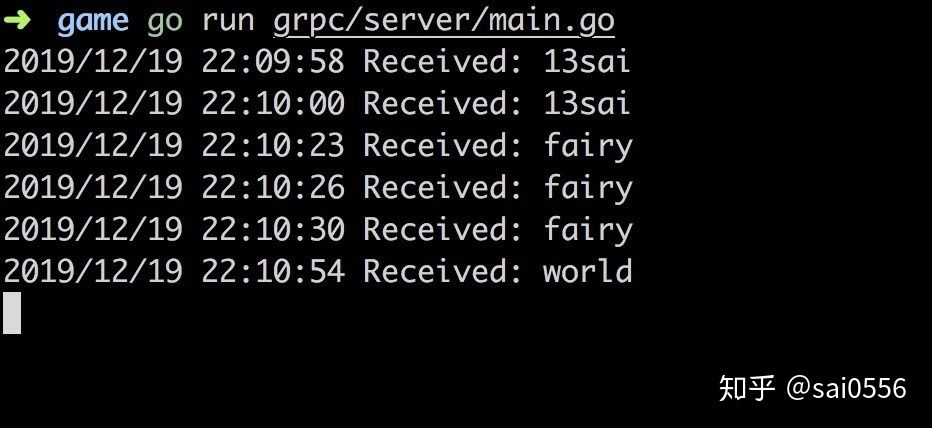 ➜ game go run grpc/server/main.go
2019/12/19 22:09:58 Received: 13sai
2019/12/19 22:10:00 Received: 13sai
2019/12/19 22:10:23 Received: fairy
2019/12/19 22:10:26 Received: fairy
2019/12/19 22:10:30 Received: fairy
2019/12/19 22:10:54 Received: world
知乎 @sai0556